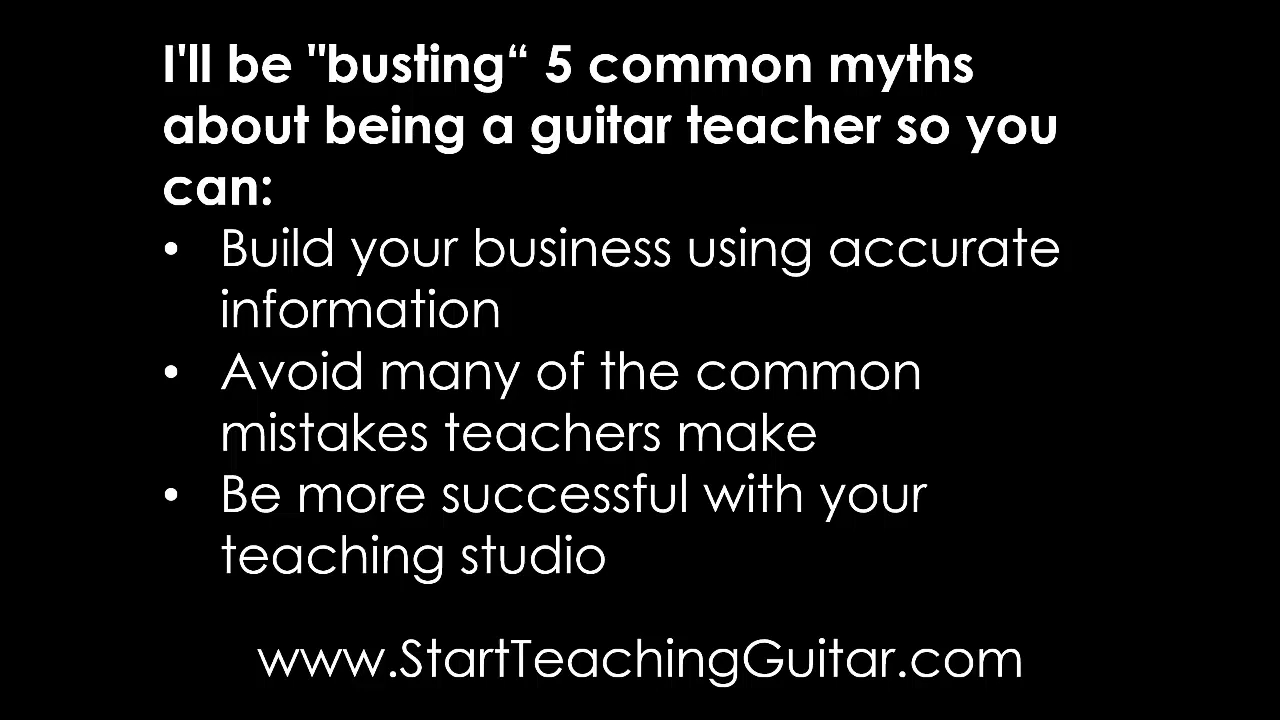 I'll be "busting“ 5 common myths
about being a guitar teacher so you
can:
• Build your business using accurate
information
• Avoid many of the common
mistakes teachers make
• Be more successful with your
teaching studio
www.StartTeachingGuitar.com